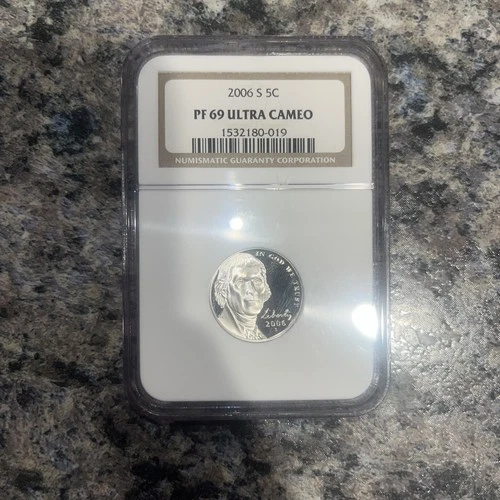 2006 S 5C
PF 69 ULTRA CAMEO
1532180-019
NUMISMATIC GUARANTY CORPORATION
IN GOD WE TRUST
Liberty
2006
S